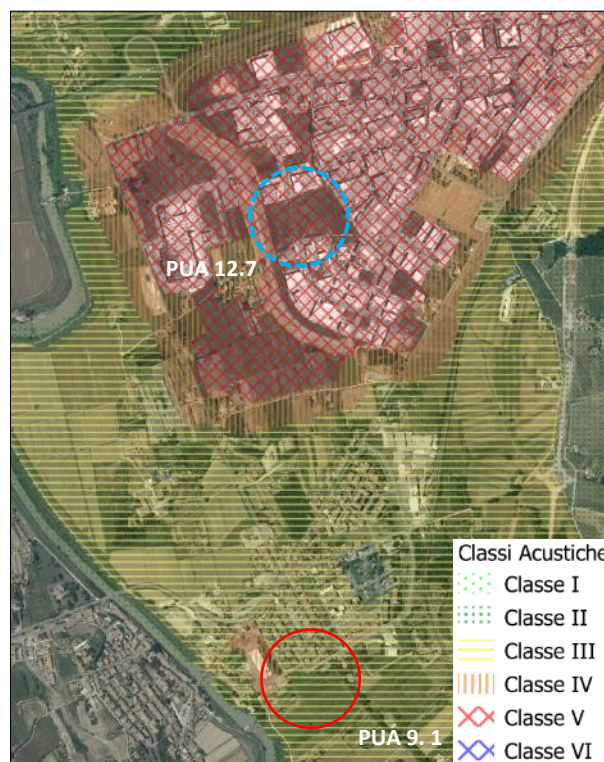 PUA 12.7
Classi Acustiche
Classe I
Classe II
Classe III
Classe IV
Classe V
Classe VI
PUA 9. 1